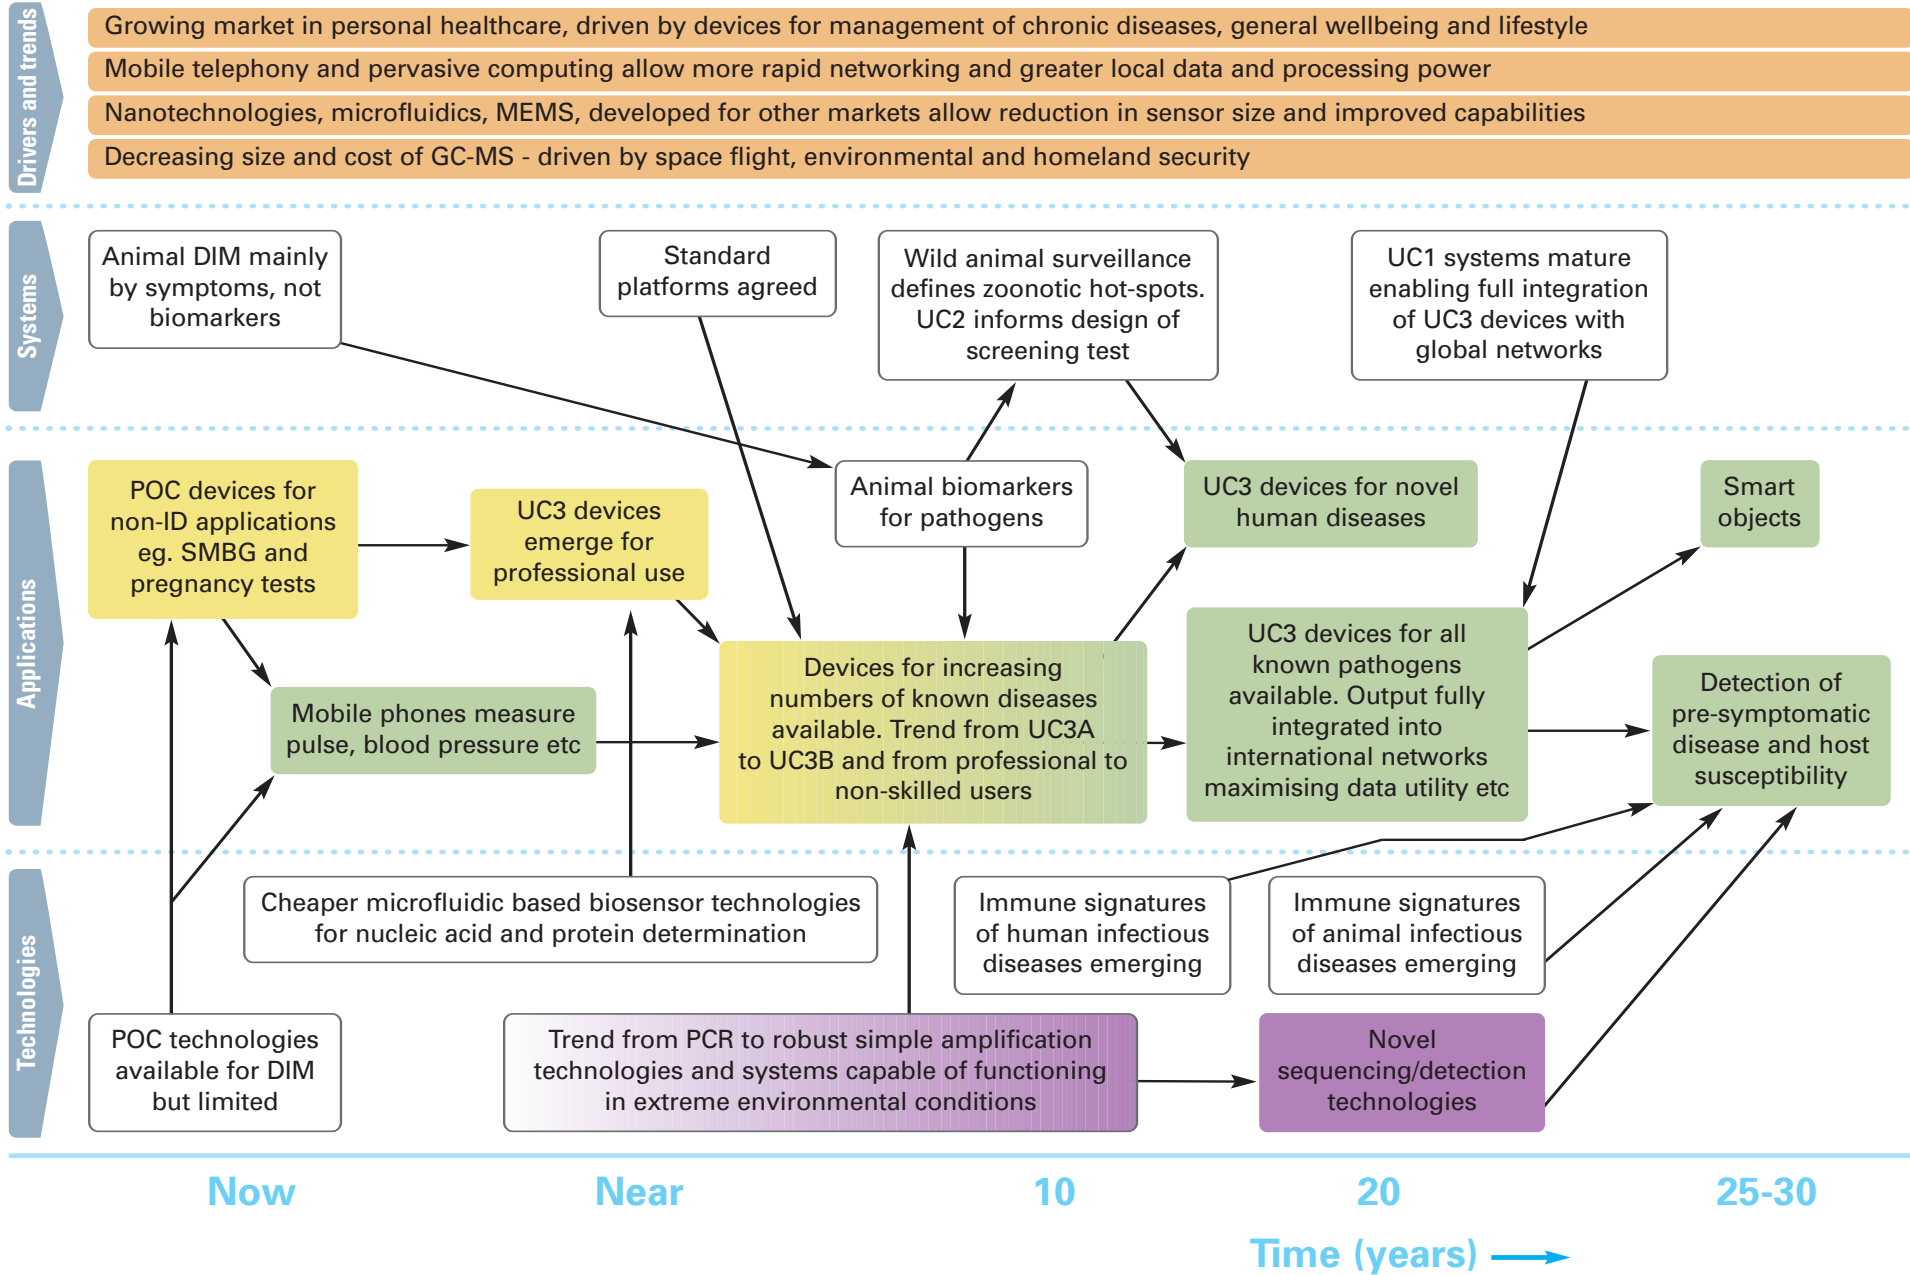 Drivers and trends
Growing market in personal healthcare, driven by devices for management of chronic diseases, general wellbeing and lifestyle
Mobile telephony and pervasive computing allow more rapid networking and greater local data and processing power
Nanotechnologies, microfluidics, MEMS, developed for other markets allow reduction in sensor size and improved capabilities
Decreasing size and cost of GC-MS - driven by space flight, environmental and homeland security
Systems
Animal DIM mainly
by symptoms, not
biomarkers
Standard
platforms agreed
Wild animal surveillance
defines zoonotic hot-spots.
UC2 informs design of
screening test
UC1 systems mature
enabling full integration
of UC3 devices with
global networks
Applications
POC devices for
non-ID applications
eg. SMBG and
pregnancy tests
UC3 devices
emerge for
professional use
Animal biomarkers
for pathogens
UC3 devices for novel
human diseases
Smart
objects
Mobile phones measure
pulse, blood pressure etc
Devices for increasing
numbers of known diseases
available. Trend from UC3A
to UC3B and from professional to
non-skilled users
UC3 devices for all
known pathogens
available. Output fully
integrated into
international networks
maximising data utility etc
Detection of
pre-symptomatic
disease and host
susceptibility
Technologies
Cheaper microfluidic based biosensor technologies
for nucleic acid and protein determination
Immune signatures
of human infectious
diseases emerging
Immune signatures
of animal infectious
diseases emerging
POC technologies
available for DIM
but limited
Trend from PCR to robust simple amplification
technologies and systems capable of functioning
in extreme environmental conditions
Novel
sequencing/detection
technologies
Now
Near
10
20
25-30
Time (years)